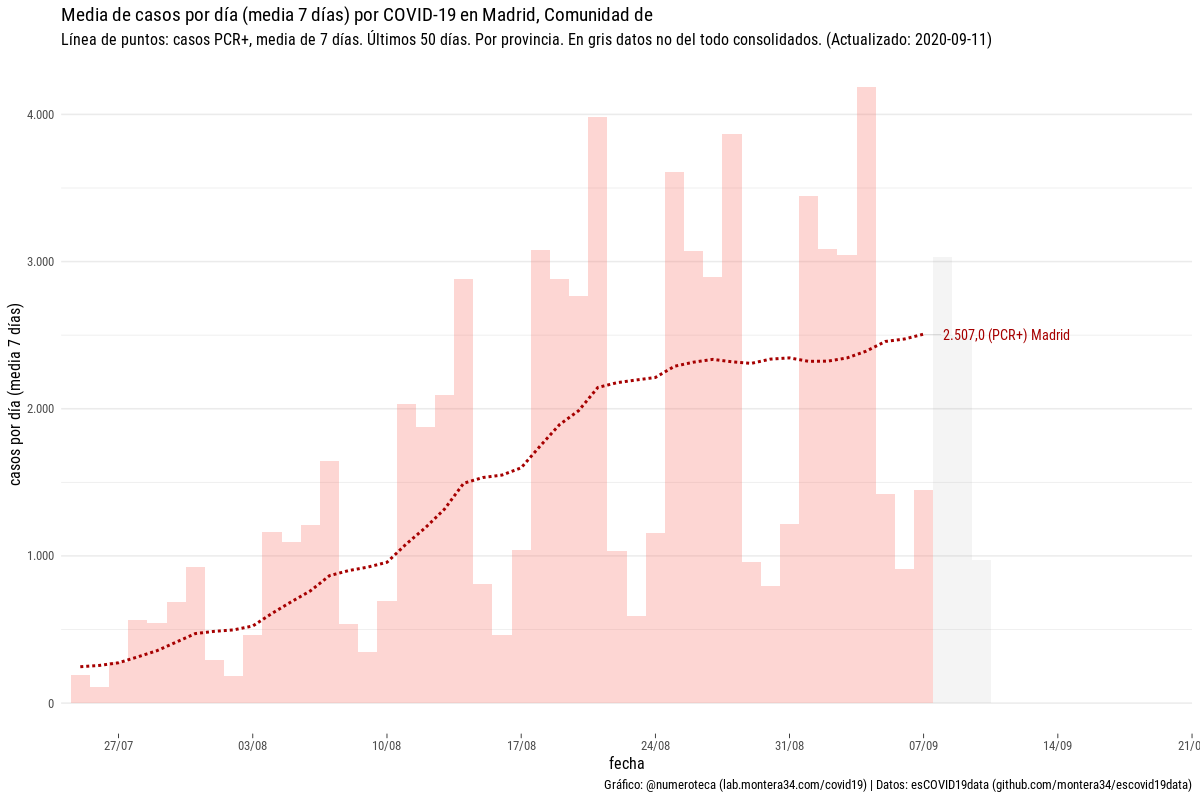 Media de casos por día (media 7 días) por COVID-19 en Madrid, Comunidad de
Línea de puntos: casos PCR+, media de 7 días. Últimos 50 días. Por provincia. En gris datos no del todo consolidados. (Actualizado: 2020-09-11)
casos por día (media 7 días)
4.000
3.000
2.000
1.000
0
2.507,0 (PCR+) Madrid
27/07
03/08
10/08
17/08
24/08
31/08
07/09
14/09
21/0
fecha
Gráfico: @numeroteca (lab.montera34.com/covid19) | Datos: esCOVID19data (github.com/montera34/escovid19data)